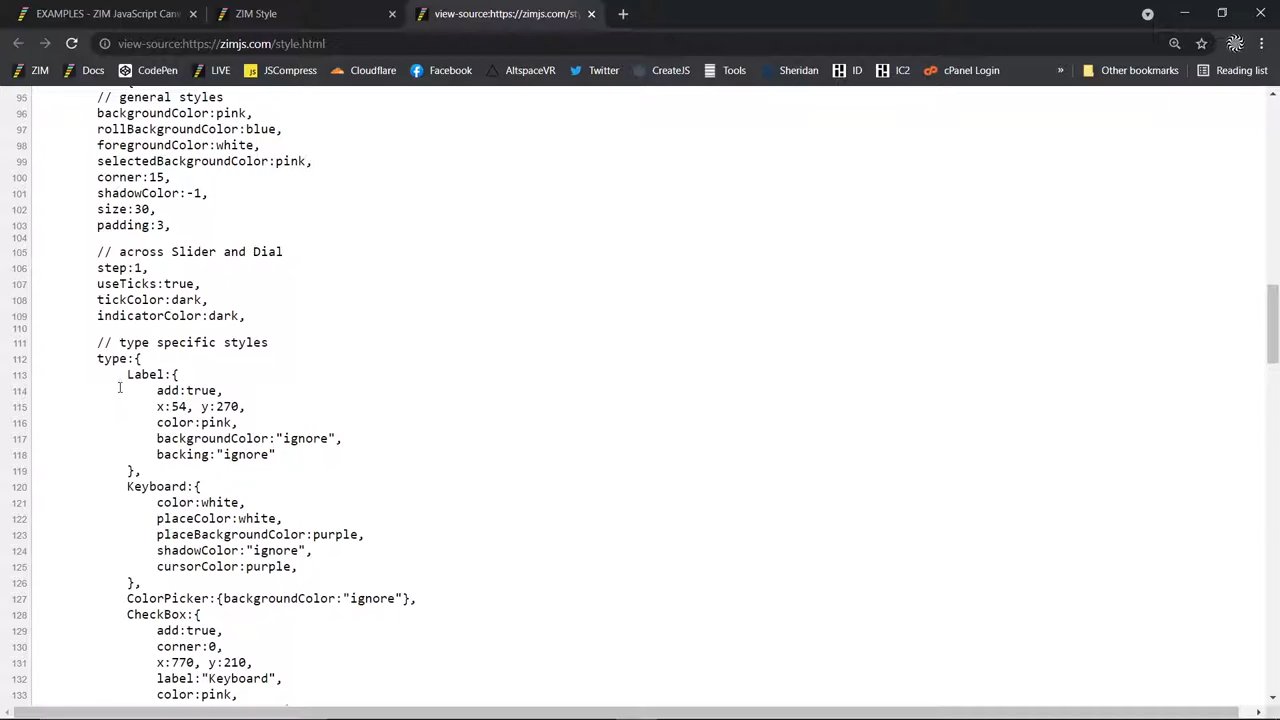 EXAMPLES - ZIM JavaScript Can
ZIM Style
view-source:https://zimjs.com/sty
view-source:https://zimjs.com/style.html
ZIM
Docs
CodePen
LIVE
JSCompress
Cloudflare
Facebook
AltspaceVR
Twitter
CreateJS
Tools
Sheridan
ID
IC2
cPanel Login
»
Other bookmarks
Reading list
95 // general styles
96 backgroundColor:pink,
97 rollBackgroundColor:blue,
98 foregroundColor:white,
99 selectedBackgroundColor:pink,
100 corner:15,
101 shadowColor:-1,
102 size:30,
103 padding:3,
104
105 // across Slider and Dial
106 step:1,
107 useTicks:true,
108 tickColor:dark,
109 indicatorColor:dark,
110
111 // type specific styles
112 type:{
113 Label:{
114 add:true,
115 x:54, y:270,
116 color:pink,
117 backgroundColor:"ignore",
118 backing:"ignore"
119 },
120 Keyboard:{
121 color:white,
122 placeColor:white,
123 placeBackgroundColor:purple,
124 shadowColor:"ignore",
125 cursorColor:purple,
126 },
127 ColorPicker:{backgroundColor:"ignore"},
128 CheckBox:{
129 add:true,
130 corner:0,
131 x:770, y:210,
132 label:"Keyboard",
133 color:pink,